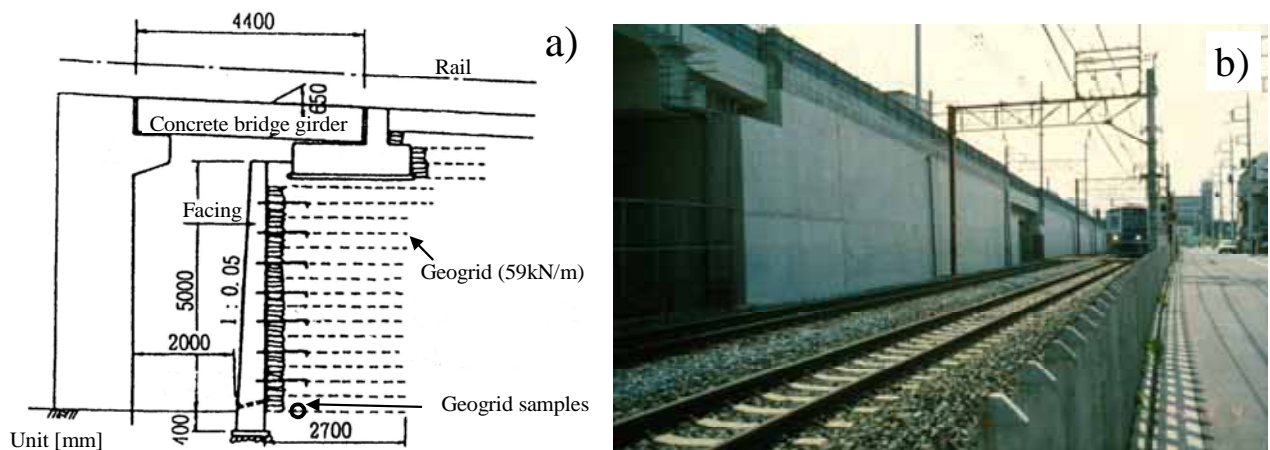 4400
a)
Rail
650
Concrete bridge girder
Facing
Geogrid (59kN/m)
5000
1:0.05
2000
Geogrid samples
400
2700
Unit [mm]
b)